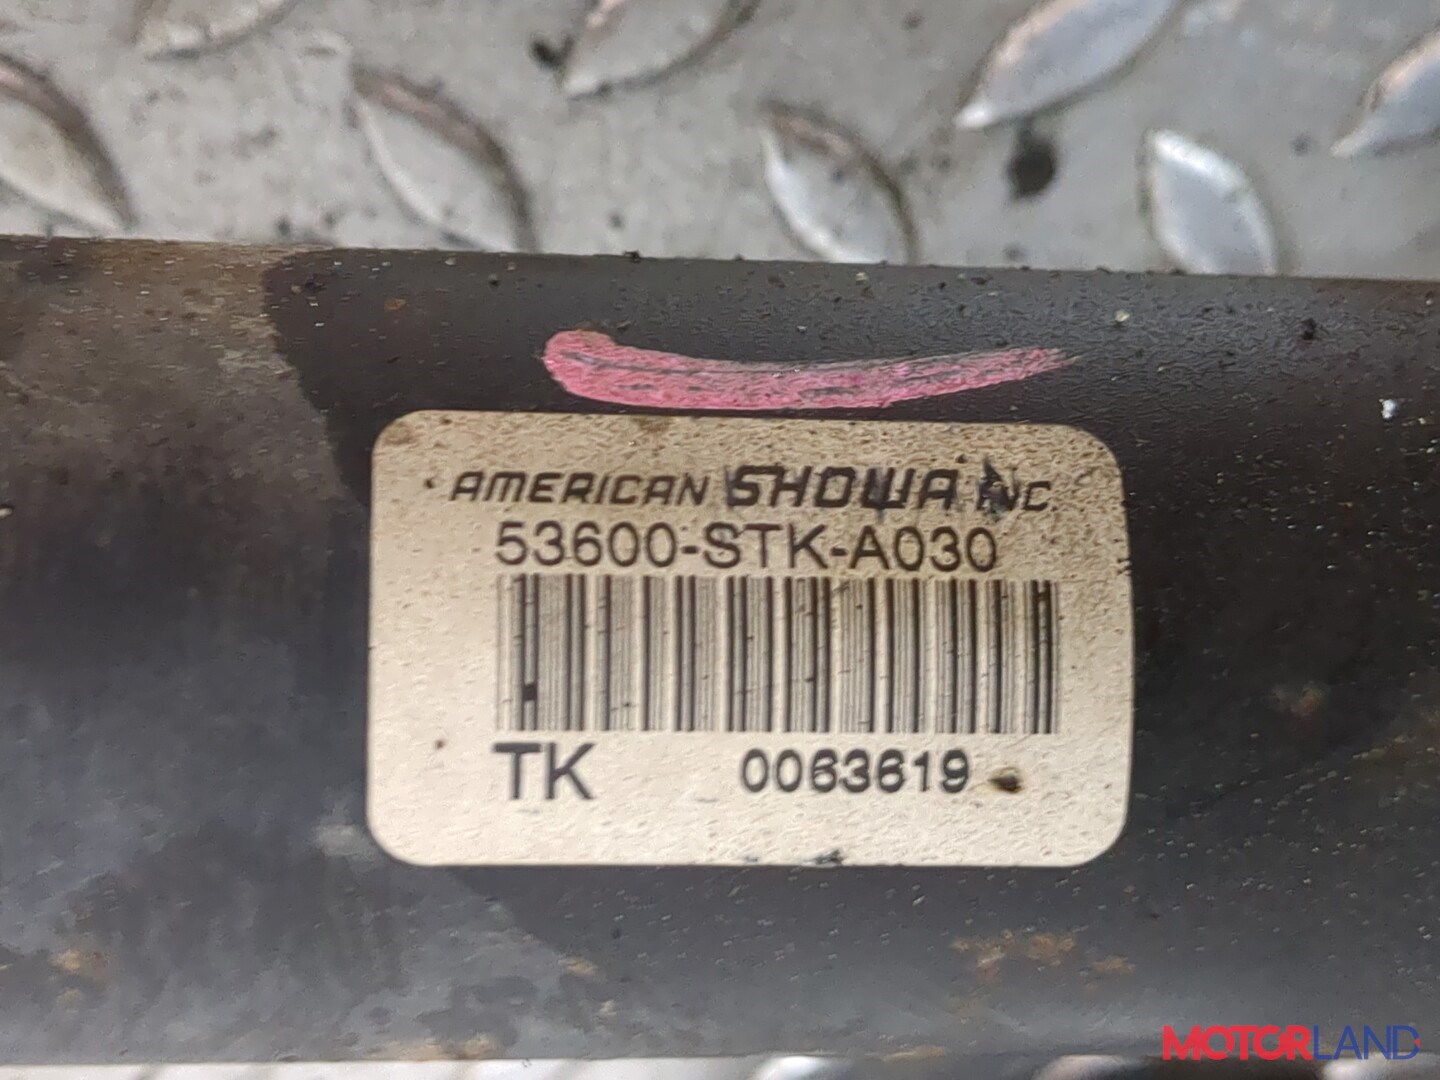 AMERICAN SHOWA INC.
53600-STK-A030
TK 0063619
MOTORLAND